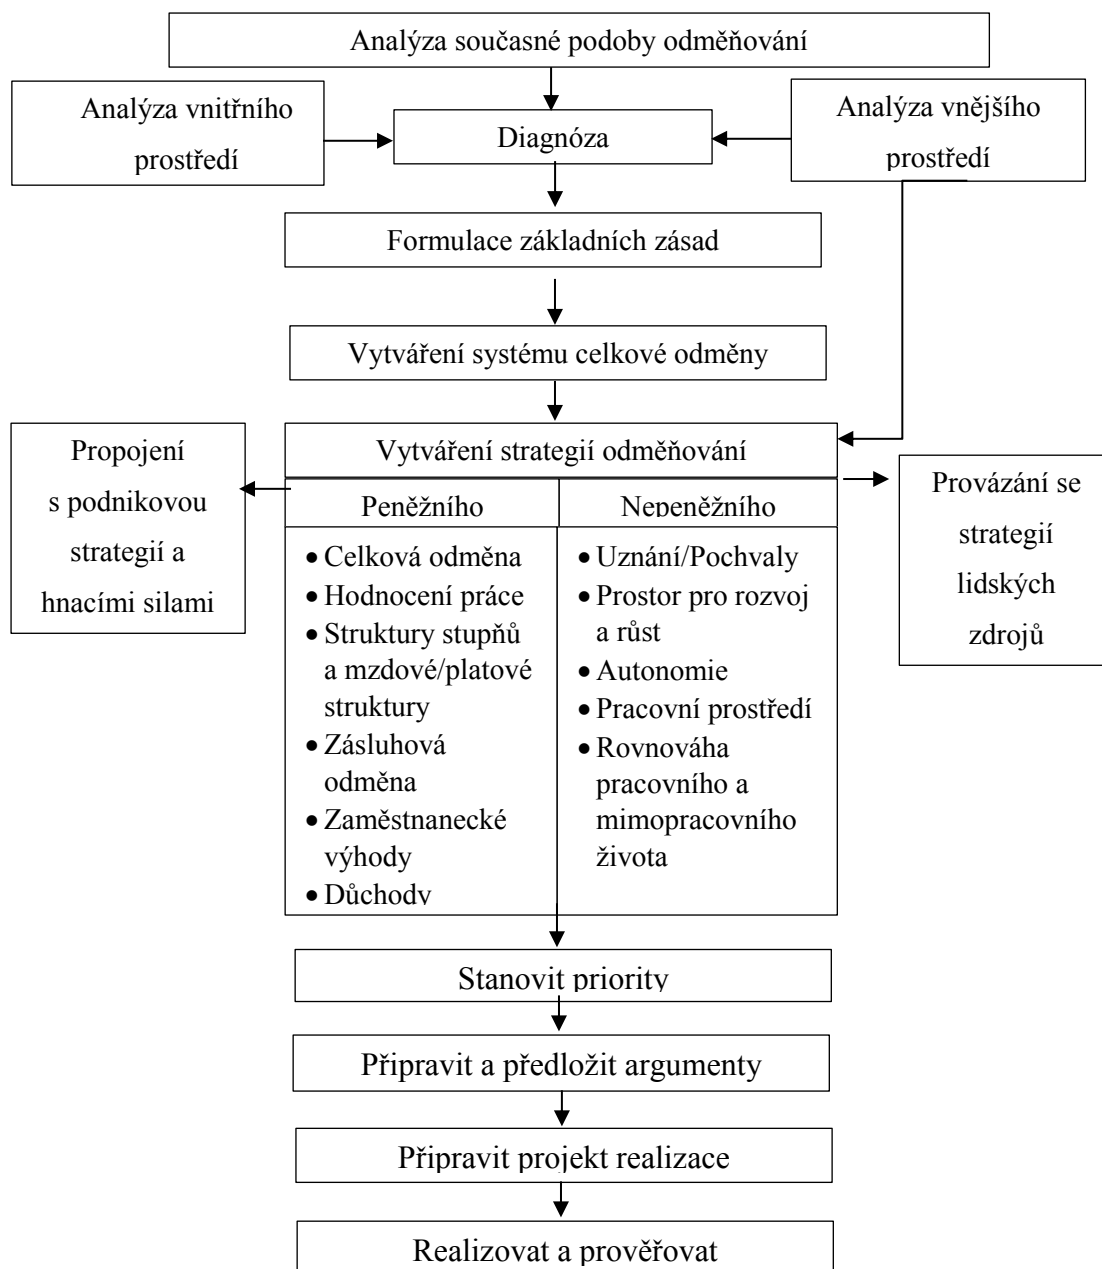 Analýza současné podoby odměňování
Analýza vnitřního
prostředí
Diagnóza
Analýza vnějšího
prostředí
Formulace základních zásad
Vytváření systému celkové odměny
Propojení
s podnikovou
strategií a
hnacími silami
Vytváření strategií odměňování
Peněžního
Nepeněžního
• Celková odměna
• Hodnocení práce
• Struktury stupňů
a mzdové/platové
struktury
• Zásluhová
odměna
• Zaměstnanecké
výhody
• Důchody
• Uznání/Pochvaly
• Prostor pro rozvoj
a růst
• Autonomie
• Pracovní prostředí
• Rovnováha
pracovního a
mimopracovního
života
Provázání se
strategií
lidských
zdrojů
Stanovit priority
Připravit a předložit argumenty
Připravit projekt realizace
Realizovat a prověřovat